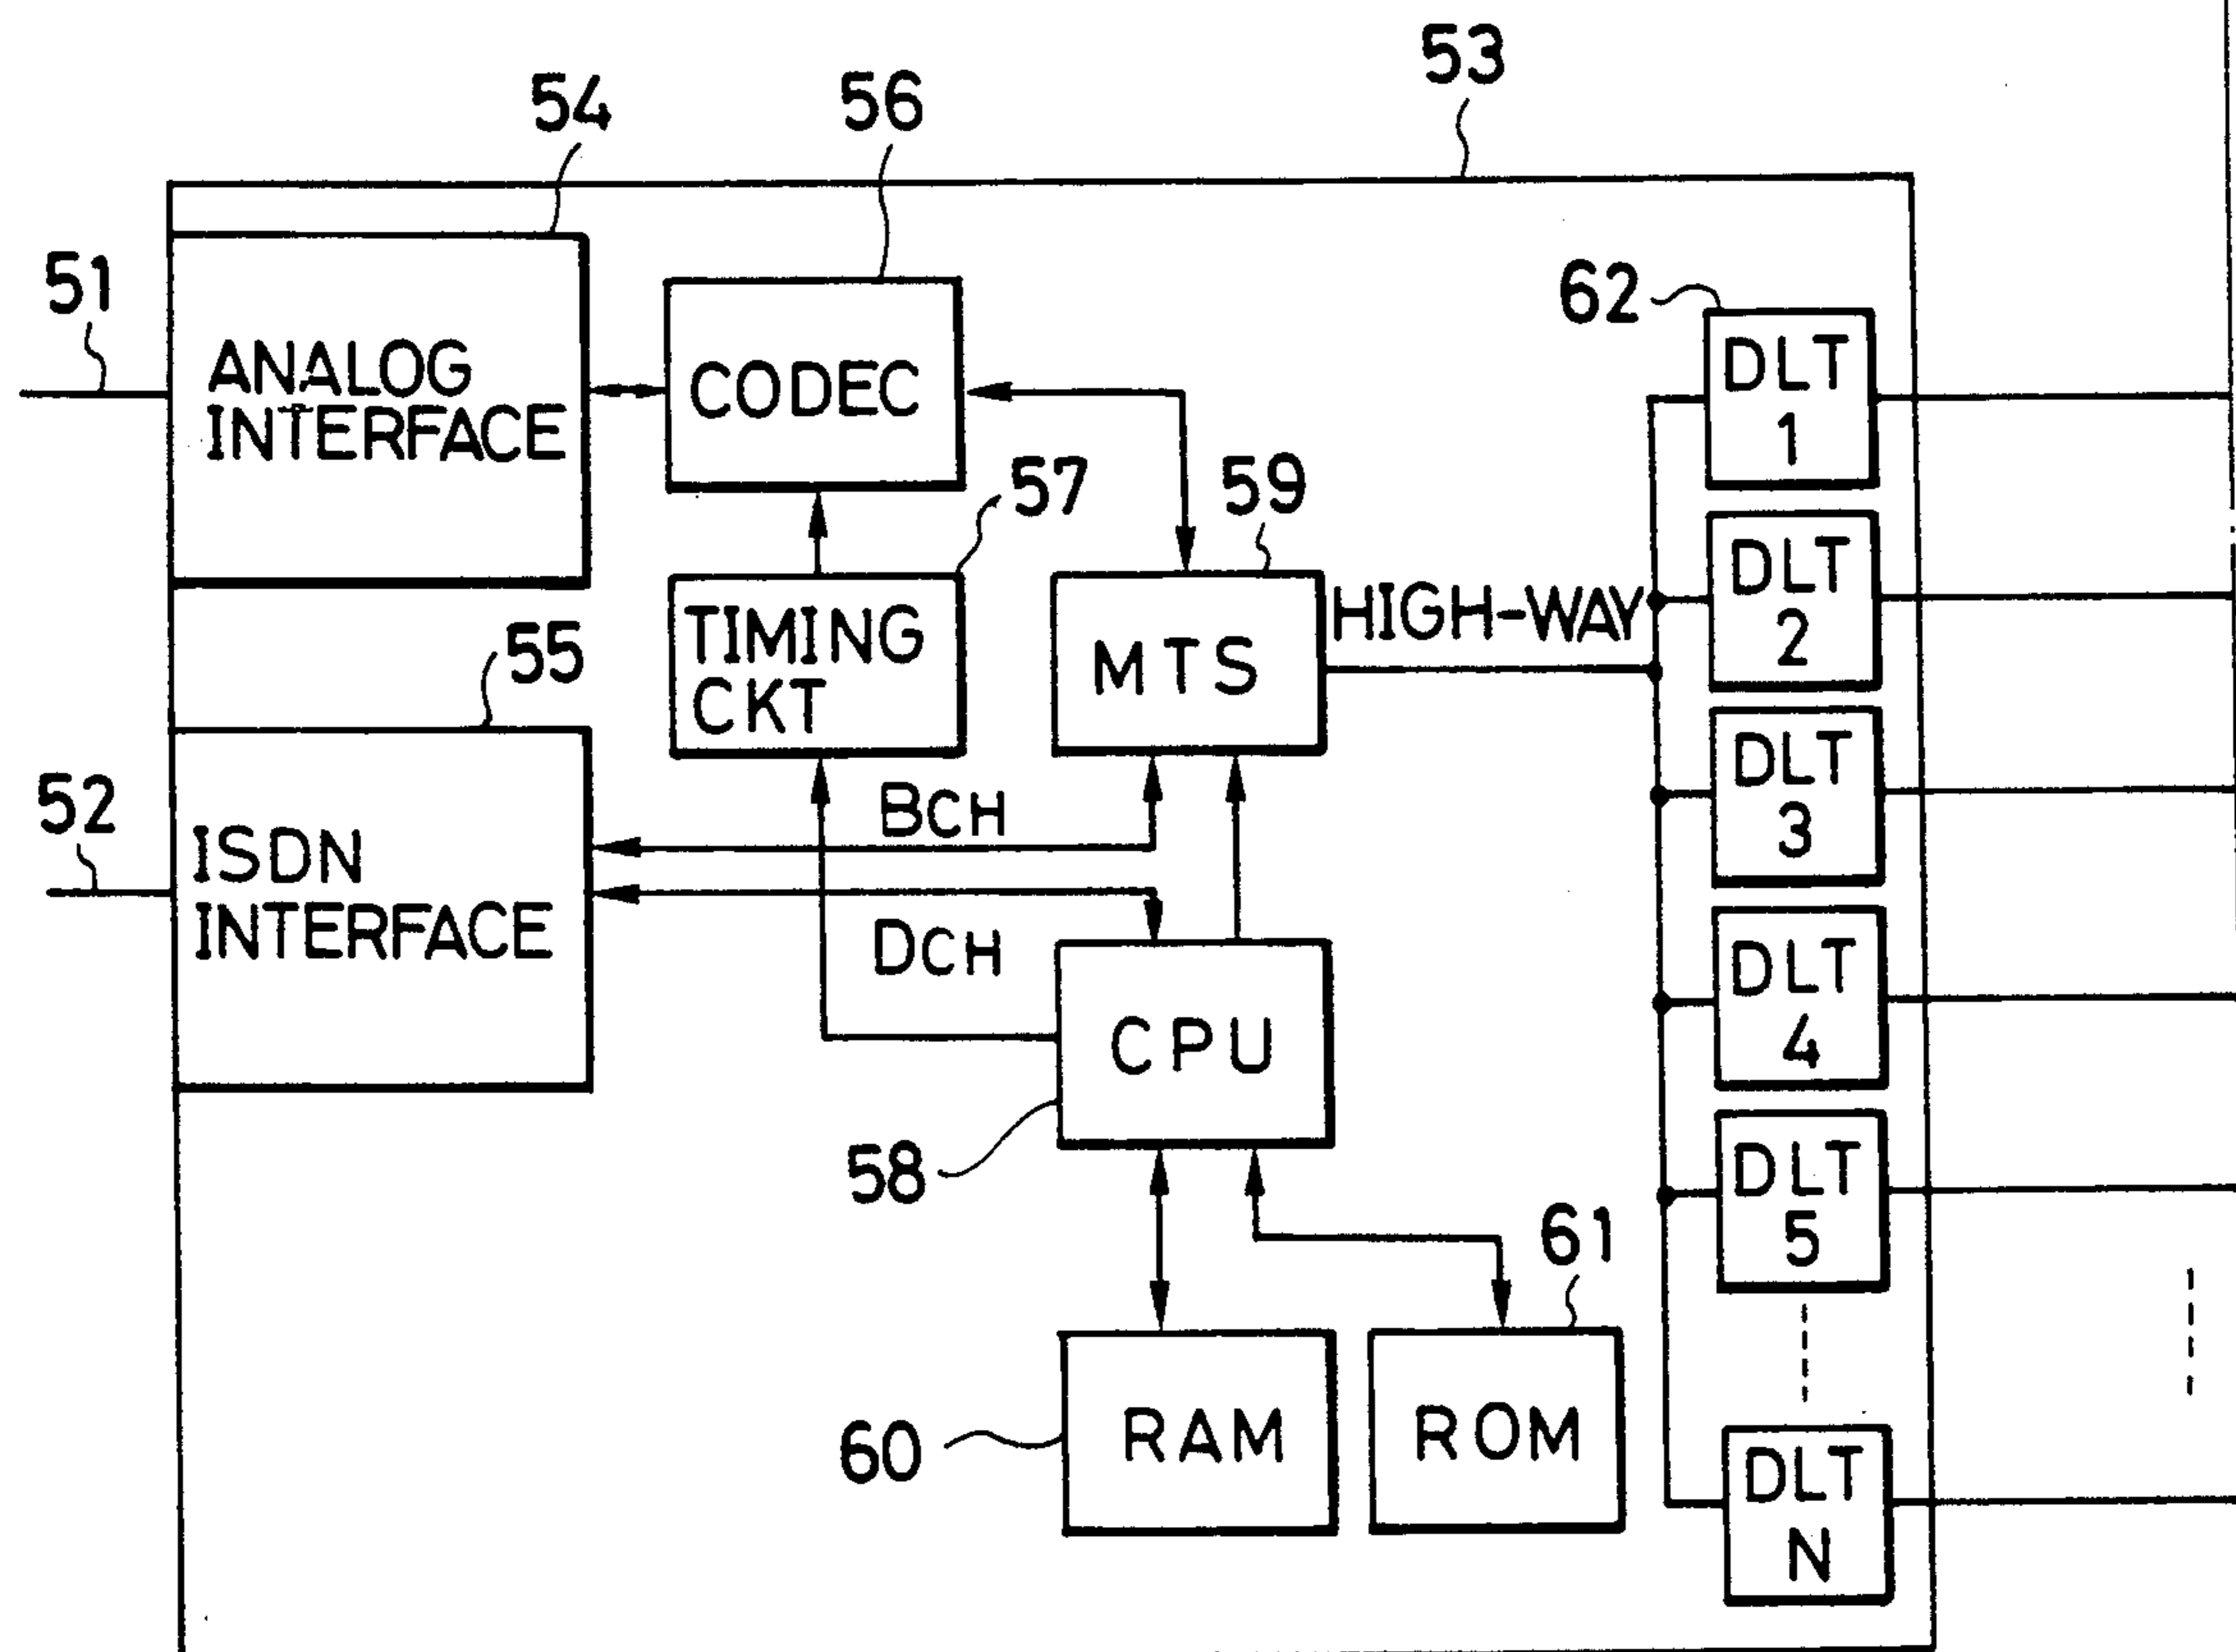 53
54
56
51
ANALOG
INTERFACE
CODEC
62
DLT
1
57
59
TIMING
CKT
MTS
HIGH-WAY
DLT
2
55
DLT
3
52
ISDN
INTERFACE
BCH
DCH
CPU
58
DLT
4
DLT
5
61
60
RAM
ROM
DLT
N